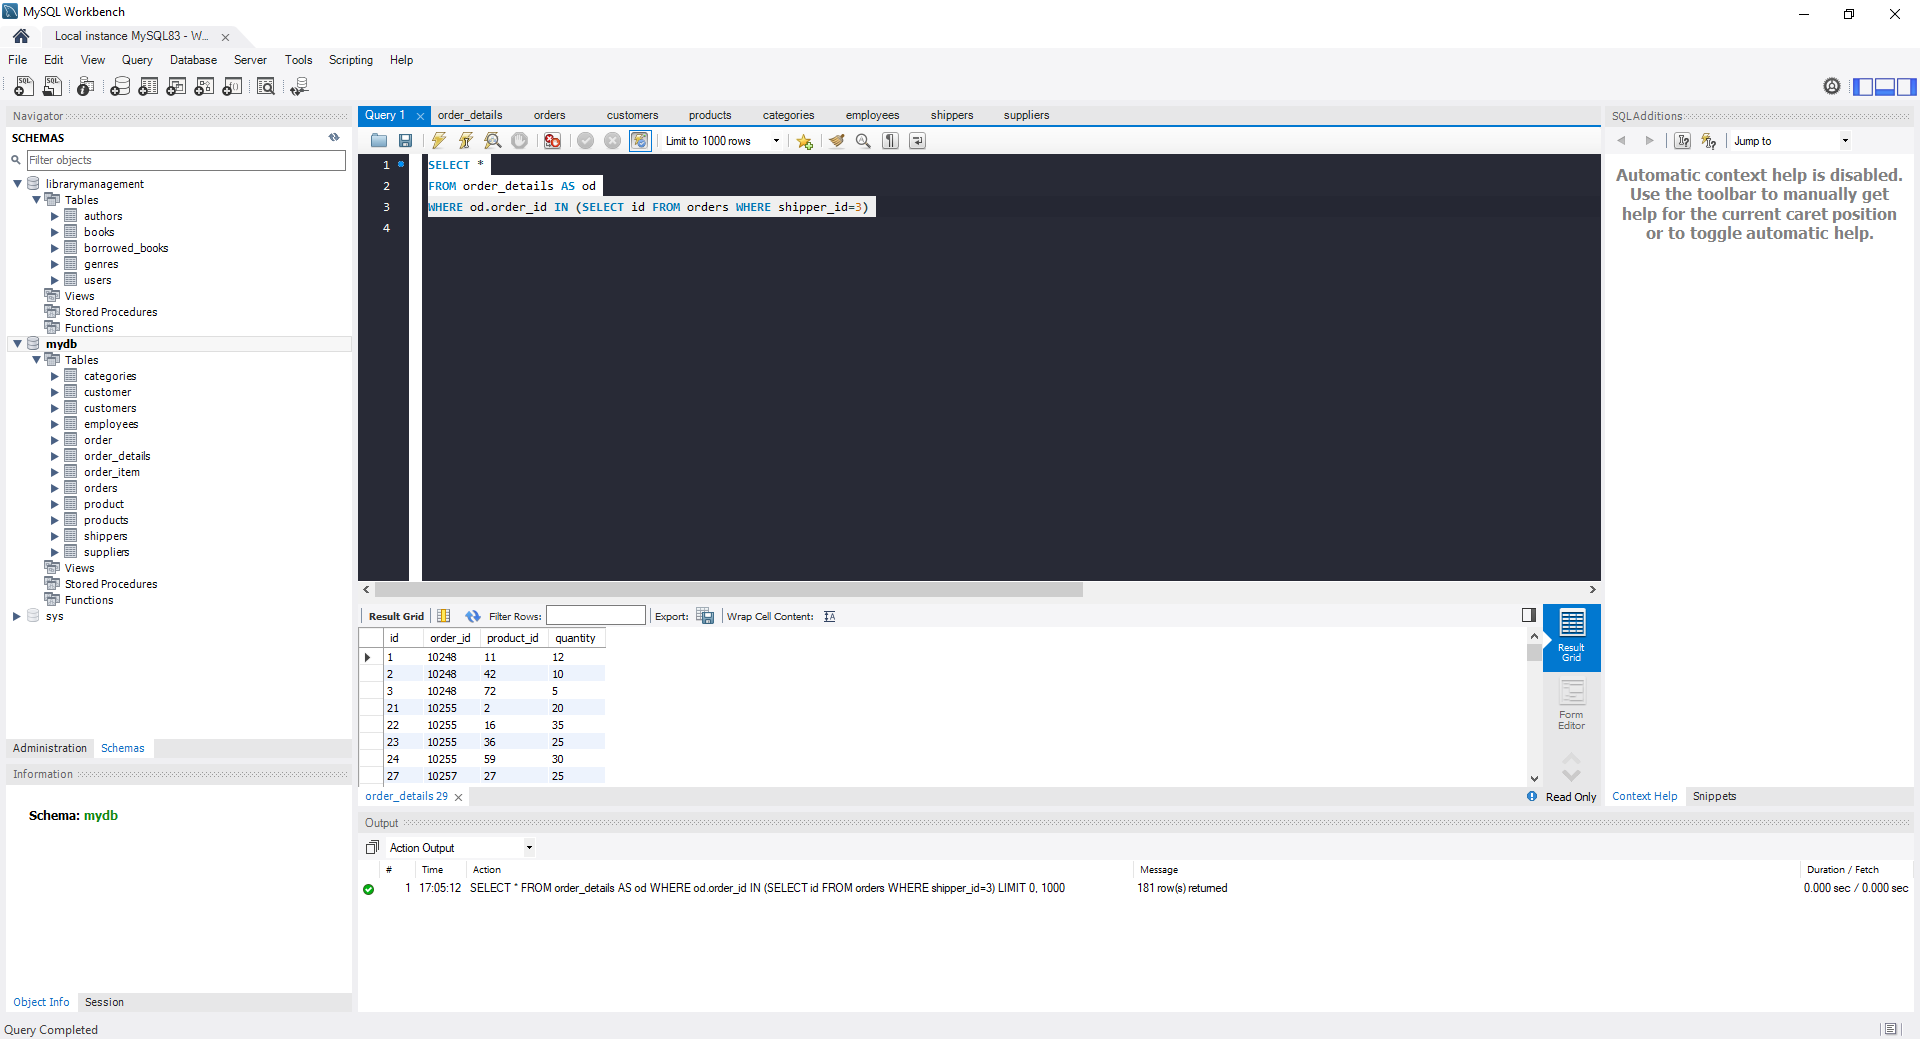 MySQL Workbench
Local instance MySQL83 - W...
File Edit View Query Database Server Tools Scripting Help
Navigator
SCHEMAS
Filter objects
librarymanagement
Tables
authors
books
borrowed_books
genres
users
Views
Stored Procedures
Functions
mydb
Tables
categories
customer
customers
employees
order
order_details
order_item
orders
product
products
shippers
suppliers
Views
Stored Procedures
Functions
sys
Administration Schemas
Information
Schema: mydb
Object Info Session
Query Completed
Query 1 order_details orders customers products categories employees shippers suppliers
Limit to 1000 rows
1 SELECT *
2 FROM order_details AS od
3 WHERE od.order_id IN (SELECT id FROM orders WHERE shipper_id=3)
4
Result Grid Filter Rows: Export: Wrap Cell Content:
id order_id product_id quantity
1 10248 11 12
2 10248 42 10
3 10248 72 5
21 10255 2 20
22 10255 16 35
23 10255 36 25
24 10255 59 30
27 10257 27 25
Result
Grid
Form
Editor
order_details 29
Read Only
Output
Action Output
# Time Action Message Duration / Fetch
1 17:05:12 SELECT * FROM order_details AS od WHERE od.order_id IN (SELECT id FROM orders WHERE shipper_id=3) LIMIT 0, 1000 181 row(s) returned 0.000 sec / 0.000 sec
SQLAdditions
Jump to
Automatic context help is disabled.
Use the toolbar to manually get
help for the current caret position
or to toggle automatic help.
Context Help Snippets